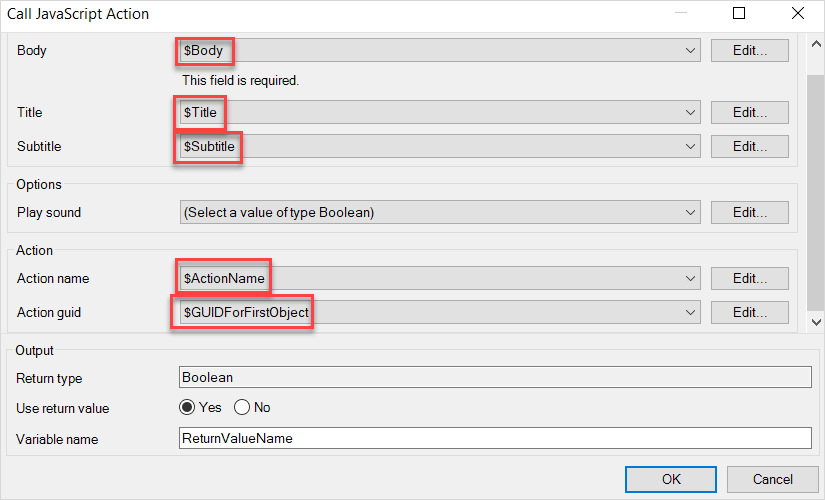 Call JavaScript Action
Body $Body Edit...
This field is required.
Title $Title Edit...
Subtitle $Subtitle Edit...
Options
Play sound (Select a value of type Boolean) Edit...
Action
Action name $ActionName Edit...
Action guid $GUIDForFirstObject Edit...
Output
Return type Boolean
Use return value Yes No
Variable name ReturnValueName
OK Cancel